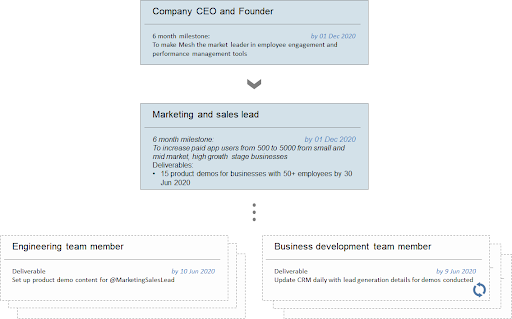 Company CEO and Founder
6 month milestone: by 01 Dec 2020
To make Mesh the market leader in employee engagement and
performance management tools
Marketing and sales lead
6 month milestone by 01 Dec 2020
To increase paid app users from 500 to 5000 from small and
mid market, high growth stage businesses
Deliverables:
• 15 product demos for businesses with 50+ employees by 30
Jun 2020
Engineering team member
Deliverable by 10 Jun 2020
Set up product demo content for @MarketingSalesLead
Business development team member
Deliverable by 9 Jun 2020
Update CRM daily with lead generation details for demos conducted